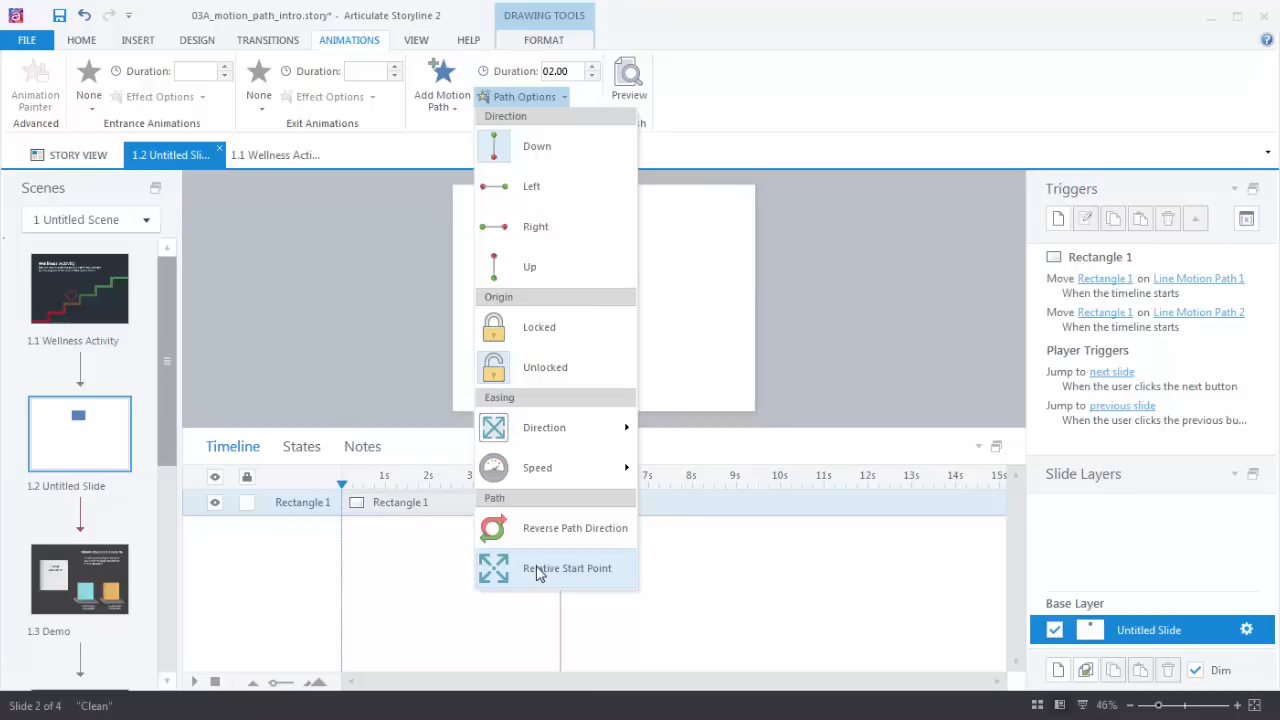 03A_motion_path_intro.story* - Articulate Storyline 2
DRAWING TOOLS
FILE
HOME
INSERT
DESIGN
TRANSITIONS
ANIMATIONS
VIEW
HELP
FORMAT
Animation
Painter
Advanced
None
Duration:
Effect Options
Entrance Animations
None
Duration:
Effect Options
Exit Animations
Add Motion
Path
Duration: 02.00
Path Options
Preview
STORY VIEW
1.2 Untitled Sli...
1.1 Wellness Acti...
Direction
Down
Left
Right
Up
Origin
Locked
Unlocked
Easing
Direction
Speed
Path
Reverse Path Direction
Relative Start Point
Scenes
1 Untitled Scene
Wellness Activity
1.1 Wellness Activity
1.2 Untitled Slide
1.3 Demo
Timeline
States
Notes
1s 2s 3 7s 8s 9s 10s 11s 12s 13s 14s 15s
Rectangle 1
Rectangle 1
Triggers
Rectangle 1
Move Rectangle 1 on Line Motion Path 1
When the timeline starts
Move Rectangle 1 on Line Motion Path 2
When the timeline starts
Player Triggers
Jump to next slide
When the user clicks the next button
Jump to previous slide
When the user clicks the previous bu...
Slide Layers
Base Layer
Untitled Slide
Dim
Slide 2 of 4
"Clean"
46%